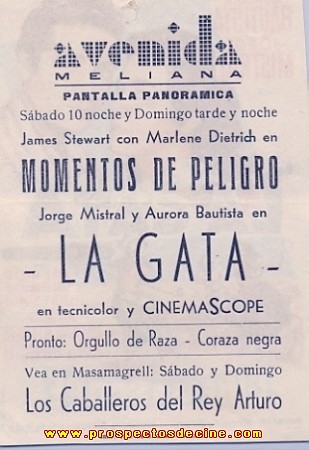 avenida
MELIANA
PANTALLA PANORAMICA
Sábado 10 noche y Domingo tarde y noche
James Stewart con Marlene Dietrich en
MOMENTOS DE PELIGRO
Jorge Mistral y Aurora Bautista en
- LA GATA -
en tecnicolor y CINEMASCOPE
Pronto: Orgullo de Raza - Coraza negra
Vea en Masamagrell: Sábado y Domingo
Los Caballeros del Rey Arturo
www.prospectosdecine.com